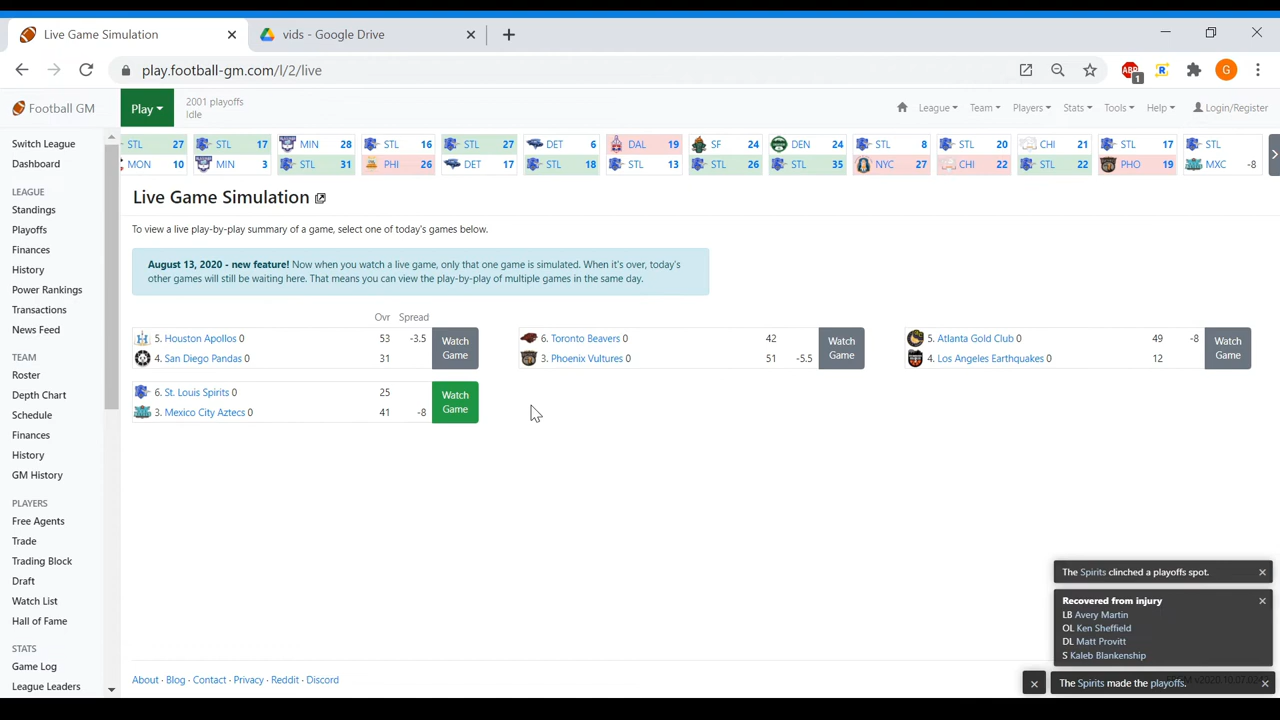 Live Game Simulation
vids - Google Drive
play.football-gm.com/l/2/live
ABP
1
R
G
Football GM
Play
2001 playoffs
Idle
League Team Players Stats Tools Help Login/Register
STL 27 STL 17 MIN 28 STL 16 STL 27 DET 6 DAL 19 SF 24 DEN 24 STL 8 STL 20 CHI 21 STL 17 STL
MON 10 MIN 3 STL 31 PHI 26 DET 17 STL 18 STL 13 STL 26 STL 35 NYC 27 CHI 22 STL 22 PHO 19 MXC -8
Switch League
Dashboard
LEAGUE
Standings
Playoffs
Finances
History
Power Rankings
Transactions
News Feed
TEAM
Roster
Depth Chart
Schedule
Finances
History
GM History
PLAYERS
Free Agents
Trade
Trading Block
Draft
Watch List
Hall of Fame
STATS
Game Log
League Leaders
Live Game Simulation
To view a live play-by-play summary of a game, select one of today's games below.
August 13, 2020 - new feature! Now when you watch a live game, only that one game is simulated. When it's over, today's
other games will still be waiting here. That means you can view the play-by-play of multiple games in the same day.
Ovr Spread
5. Houston Apollos 0 53 -3.5
4. San Diego Pandas 0 31
Watch
Game
6. Toronto Beavers 0 42
3. Phoenix Vultures 0 51 -5.5
Watch
Game
5. Atlanta Gold Club 0 49 -8
4. Los Angeles Earthquakes 0 12
Watch
Game
6. St. Louis Spirits 0 25
3. Mexico City Aztecs 0 41 -8
Watch
Game
The Spirits clinched a playoffs spot.
Recovered from injury
LB Avery Martin
OL Ken Sheffield
DL Matt Provitt
S Kaleb Blankenship
The Spirits made the playoffs.
About · Blog · Contact · Privacy · Reddit · Discord